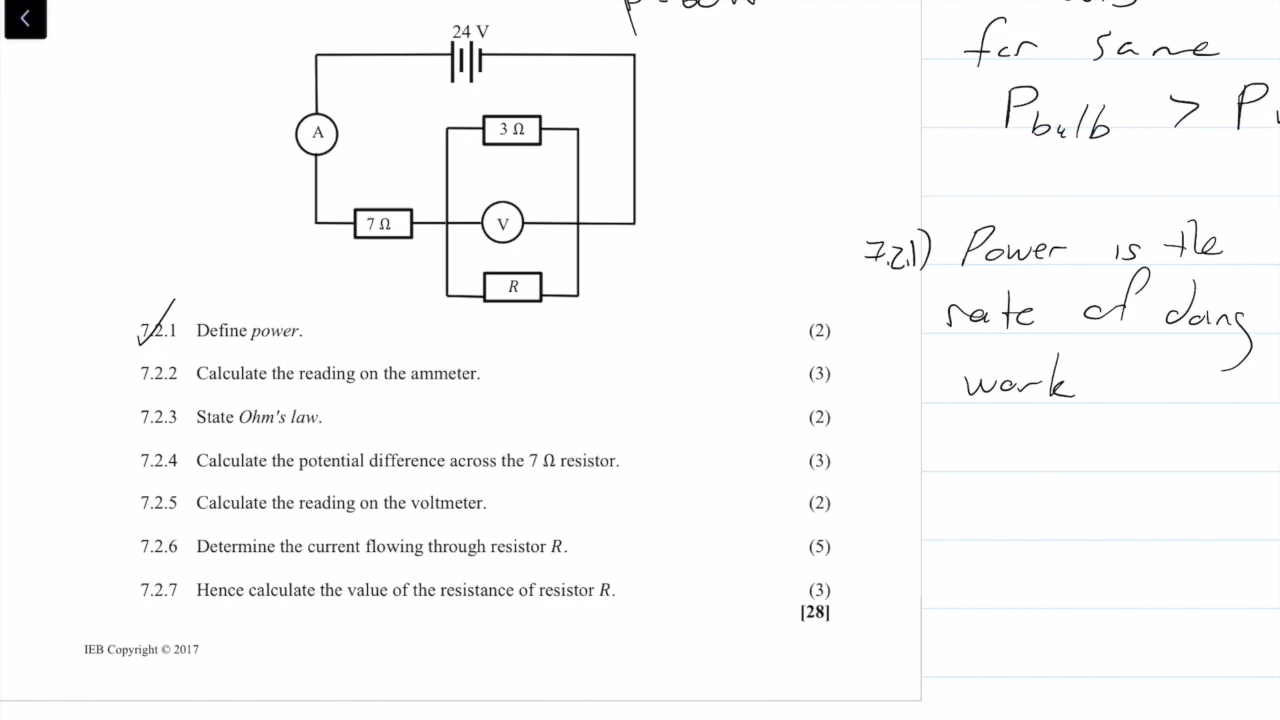 24 V
A
3 Ω
7 Ω
V
R
7.2.1 Define power. (2)
7.2.2 Calculate the reading on the ammeter. (3)
7.2.3 State Ohm's law. (2)
7.2.4 Calculate the potential difference across the 7 Ω resistor. (3)
7.2.5 Calculate the reading on the voltmeter. (2)
7.2.6 Determine the current flowing through resistor R. (5)
7.2.7 Hence calculate the value of the resistance of resistor R. (3)
[28]
IEB Copyright © 2017
for same
Pbulb > P
7.2.1) Power is the
rate of doing
work